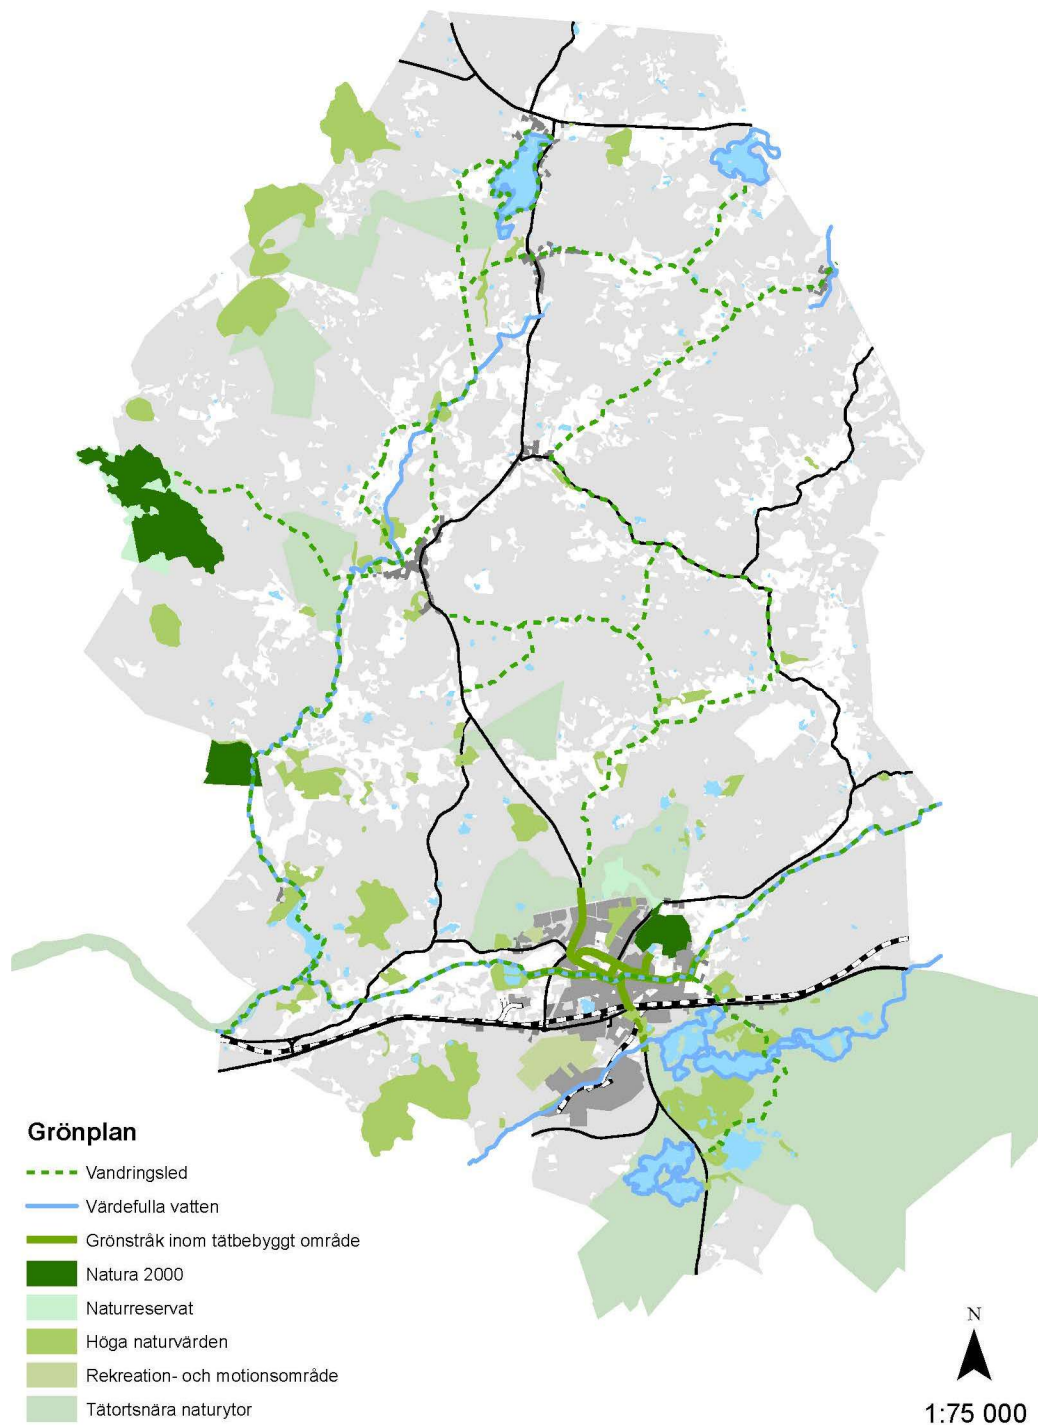 Grönplan
Vandringsled
Värdefulla vatten
Grönstråk inom tätbebyggt område
Natura 2000
Naturreservat
Höga naturvärden
Rekreation- och motionsområde
Tätortsnära naturytor
N
1:75 000